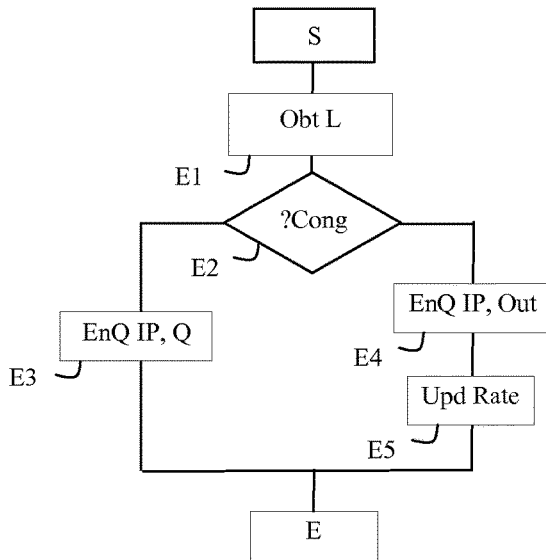 S
Obt L
E1
?Cong
E2
EnQ IP, Q
E3
EnQ IP, Out
E4
Upd Rate
E5
E